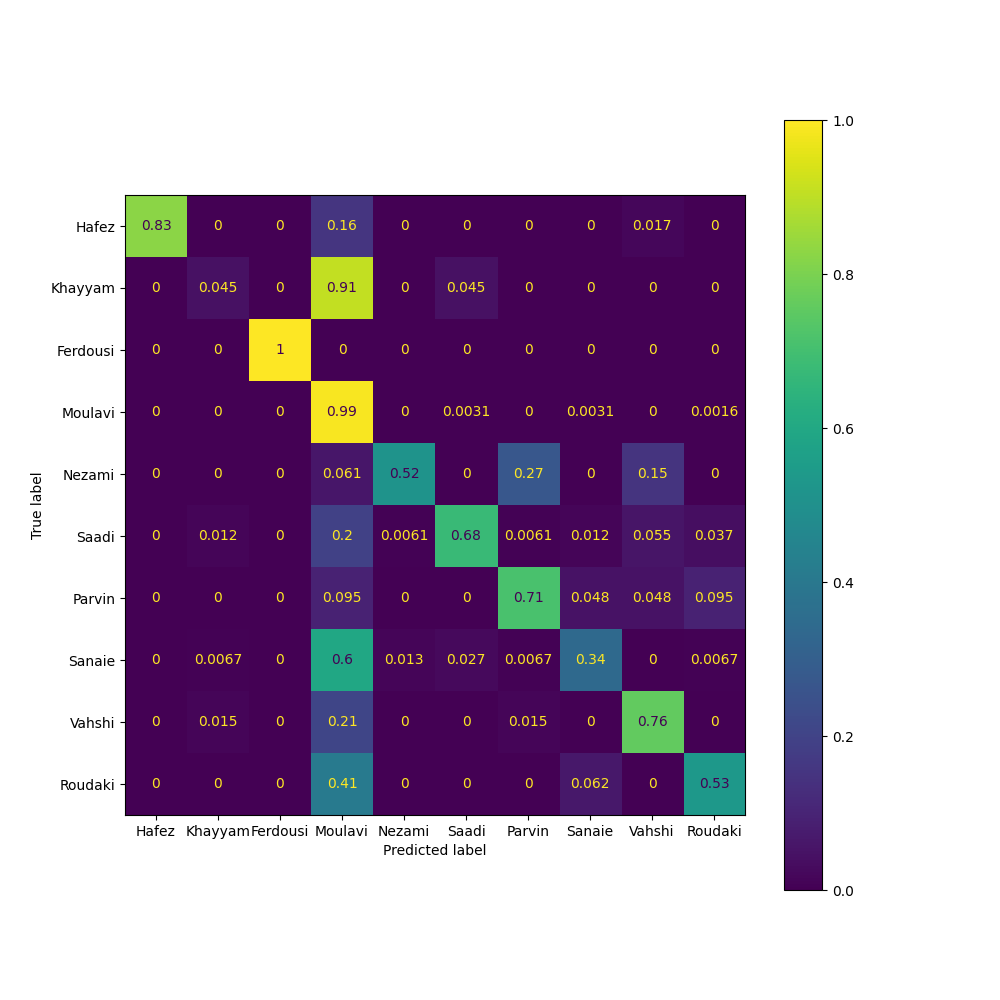 1.0
Hafez 0.83 0 0 0.16 0 0 0 0 0.017 0
0.8
Khayyam 0 0.045 0 0.91 0 0.045 0 0 0 0
Ferdousi 0 0 1 0 0 0 0 0 0 0
Moulavi 0 0 0 0.99 0 0.0031 0 0.0031 0 0.0016
0.6
Nezami 0 0 0 0.061 0.52 0 0.27 0 0.15 0
True label
Saadi 0 0.012 0 0.2 0.0061 0.68 0.0061 0.012 0.055 0.037
0.4
Parvin 0 0 0 0.095 0 0 0.71 0.048 0.048 0.095
Sanaie 0 0.0067 0 0.6 0.013 0.027 0.0067 0.34 0 0.0067
Vahshi 0 0.015 0 0.21 0 0 0.015 0 0.76 0
0.2
Roudaki 0 0 0 0.41 0 0 0 0.062 0 0.53
Hafez Khayyam Ferdousi Moulavi Nezami Saadi Parvin Sanaie Vahshi Roudaki
Predicted label
0.0